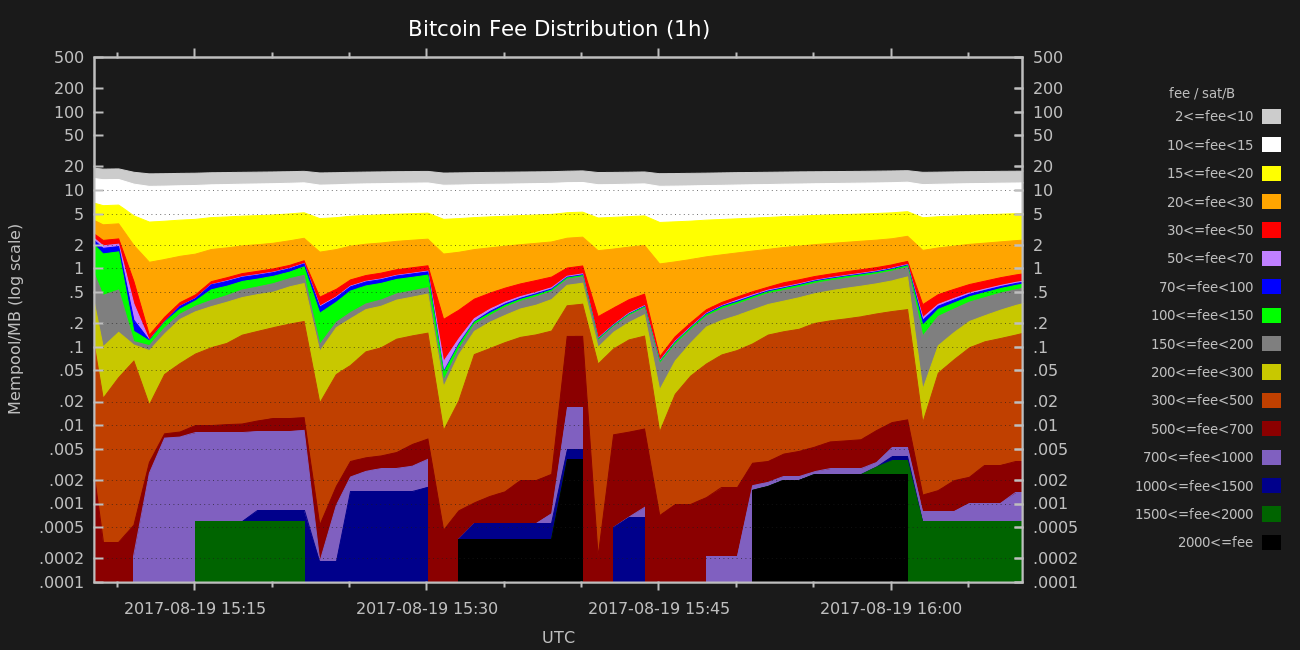 Bitcoin Fee Distribution (1h)
Mempool/MB (log scale)
500
200
100
50
20
10
5
2
1
.5
.2
.1
.05
.02
.01
.005
.002
.001
.0005
.0002
.0001
500
200
100
50
20
10
5
2
1
.5
.2
.1
.05
.02
.01
.005
.002
.001
.0005
.0002
.0001
2017-08-19 15:15
2017-08-19 15:30
2017-08-19 15:45
2017-08-19 16:00
UTC
fee / sat/B
2<=fee<10
10<=fee<15
15<=fee<20
20<=fee<30
30<=fee<50
50<=fee<70
70<=fee<100
100<=fee<150
150<=fee<200
200<=fee<300
300<=fee<500
500<=fee<700
700<=fee<1000
1000<=fee<1500
1500<=fee<2000
2000<=fee